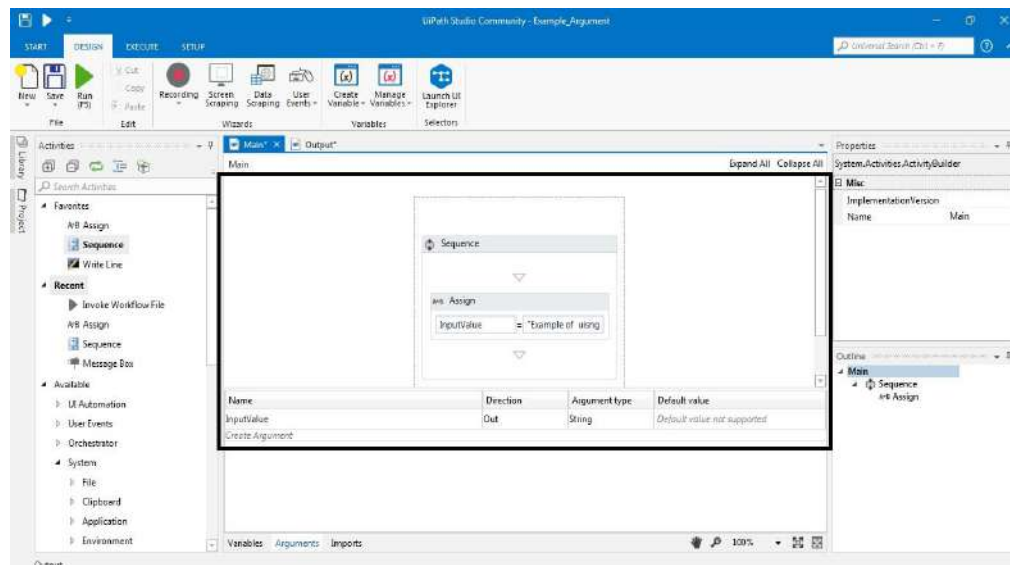 UiPath Studio Community - Example_Argument
START DESIGN EXECUTE SETUP
Universal Search (Ctrl + F)
Cut
Copy
Paste
New Save Run (F5)
Recording Screen Scraping Data Scraping User Events Create Variable Manage Variables Launch UI Explorer
File Edit Wizards Variables Selectors
Library
Project
Activities
Search Activities
Favorites
A+B Assign
Sequence
Write Line
Recent
Invoke Workflow File
A+B Assign
Sequence
Message Box
Available
UI Automation
User Events
Orchestrator
System
File
Clipboard
Application
Environment
Main* × Output*
Main Expand All Collapse All
Sequence
A+B Assign
InputValue = "Example of uisng
Name Direction Argument type Default value
InputValue Out String Default value not supported
Create Argument
Variables Arguments Imports 100%
Properties
System.Activities.ActivityBuilder
Misc
ImplementationVersion
Name Main
Outline
Main
Sequence
A+B Assign
Output